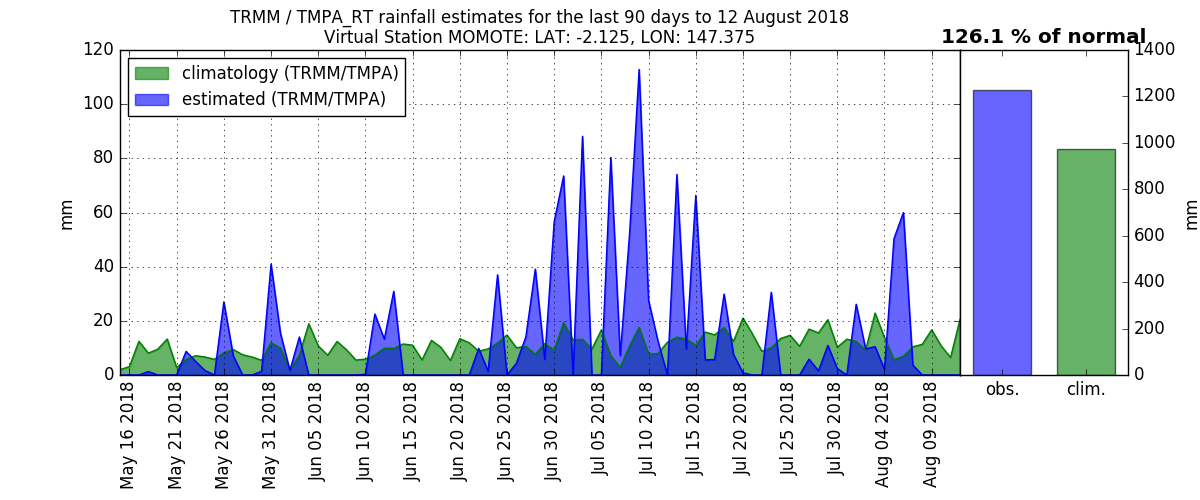 TRMM / TMPA_RT rainfall estimates for the last 90 days to 12 August 2018
Virtual Station MOMOTE: LAT: -2.125, LON: 147.375
126.1 % of normal
climatology (TRMM/TMPA)
estimated (TRMM/TMPA)
120
100
80
60
40
20
0
mm
May 16 2018
May 21 2018
May 26 2018
May 31 2018
Jun 05 2018
Jun 10 2018
Jun 15 2018
Jun 20 2018
Jun 25 2018
Jun 30 2018
Jul 05 2018
Jul 10 2018
Jul 15 2018
Jul 20 2018
Jul 25 2018
Jul 30 2018
Aug 04 2018
Aug 09 2018
obs.
clim.
1400
1200
1000
800
600
400
200
0
mm